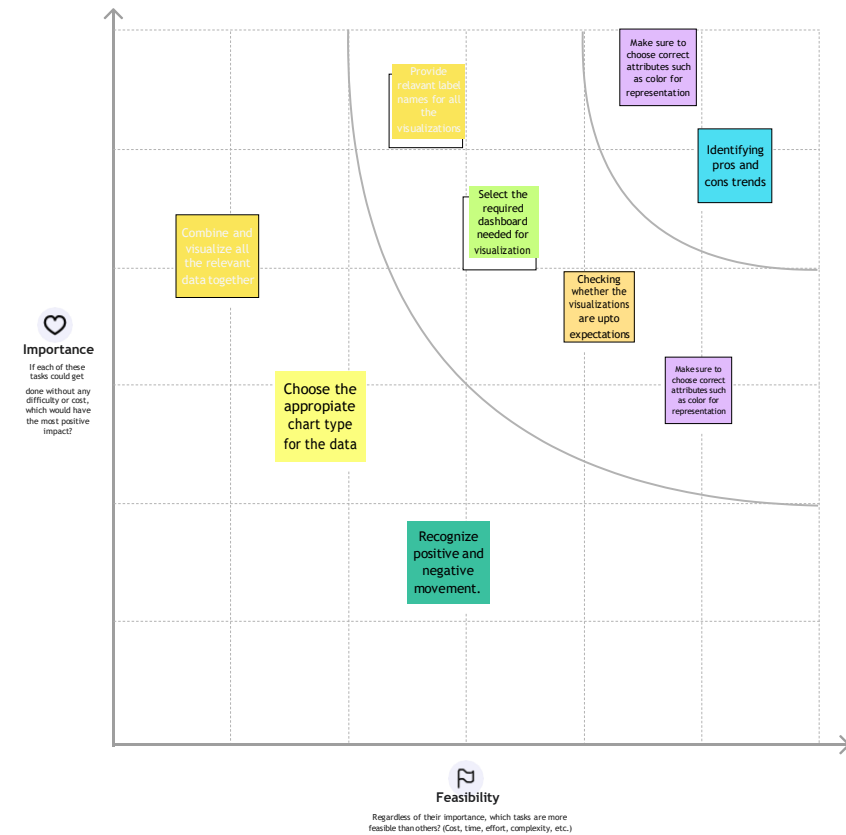 Make sure to
choose correct
attributes such
as color for
representation
Provide
relavant label
names for all
the
visualizations
Identifying
pros and
cons trends
Select the
required
dashboard
needed for
visualization
Combine and
visualize all
the relevant
data together
Checking
whether the
visualizations
are upto
expectations
Importance
If each of these
tasks could get
done without any
difficulty or cost,
which would have
the most positive
impact?
Make sure to
choose correct
attributes such
as color for
representation
Choose the
appropiate
chart type
for the data
Recognize
positive and
negative
movement.
Feasibility
Regardless of their importance, which tasks are more
feasible than others? (Cost, time, effort, complexity, etc.)